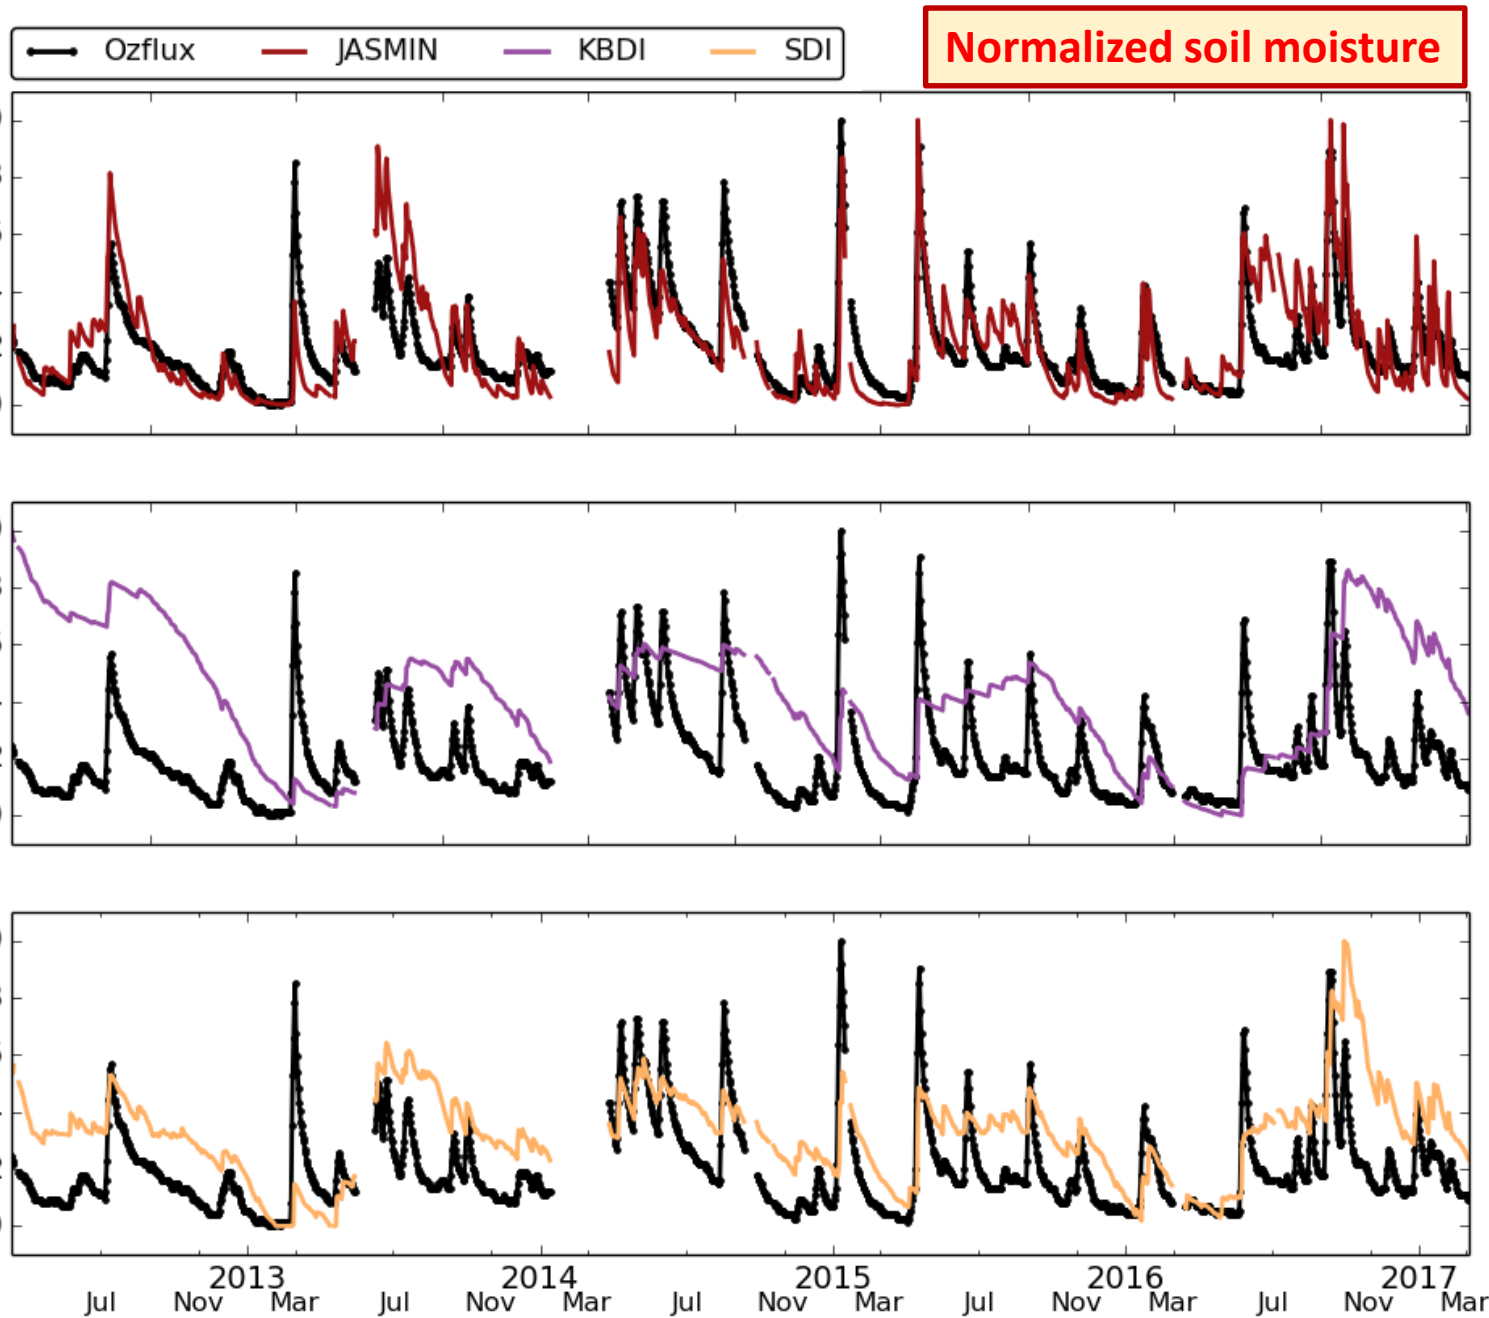 Ozflux JASMIN KBDI SDI
Normalized soil moisture
2013 2014 2015 2016 2017
Jul Nov Mar Jul Nov Mar Jul Nov Mar Jul Nov Mar Jul Nov Mar